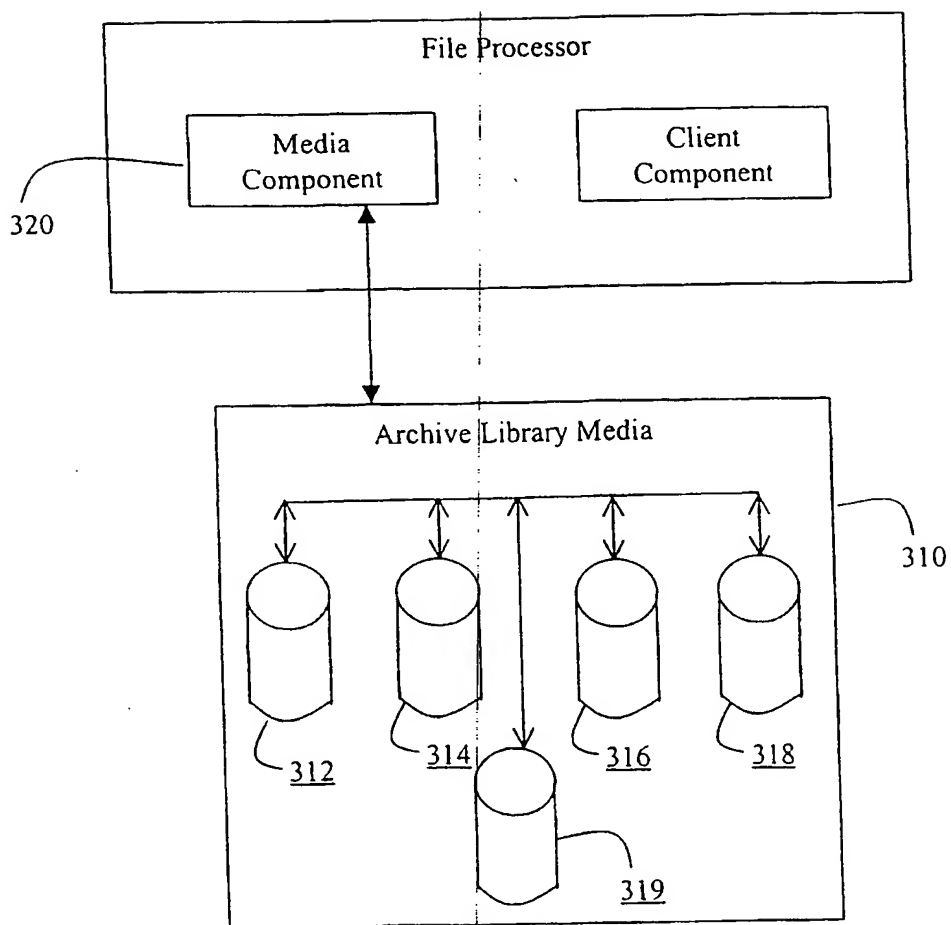 File Processor
Media
Component
Client
Component
320
Archive Library Media
310
312
314
316
318
319